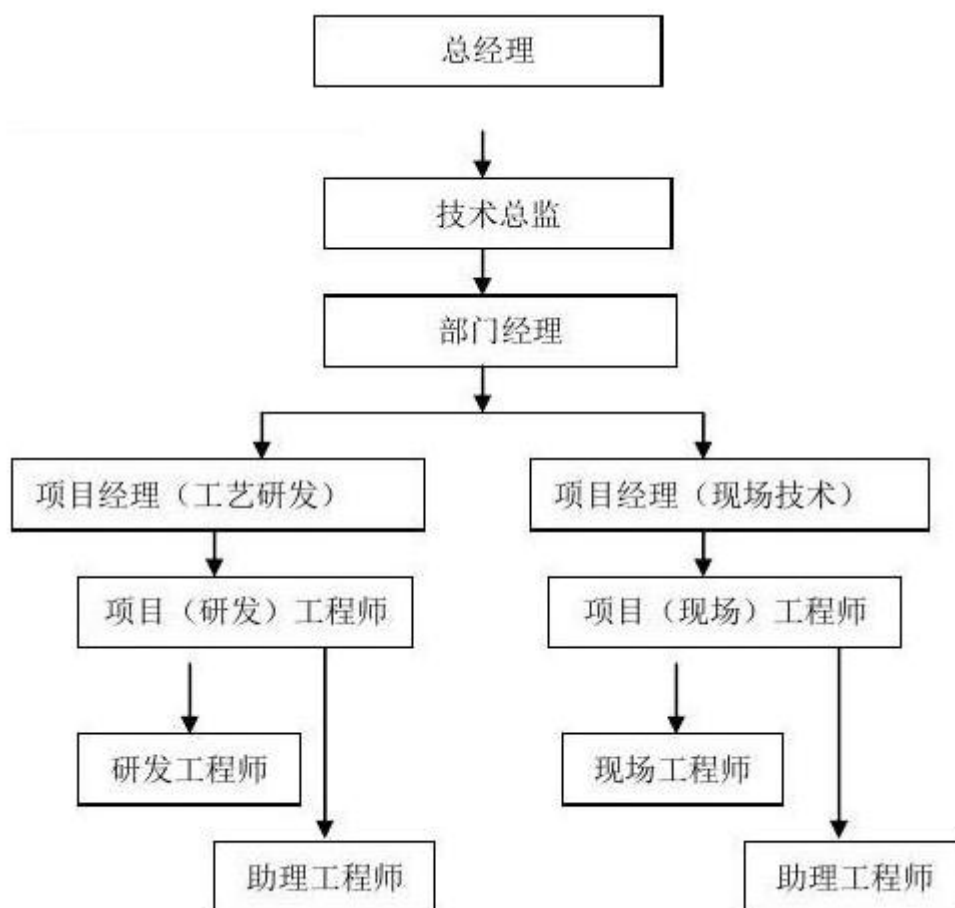 总经理
技术总监
部门经理
项目经理（工艺研发）
项目经理（现场技术）
项目（研发）工程师
项目（现场）工程师
研发工程师
现场工程师
助理工程师
助理工程师